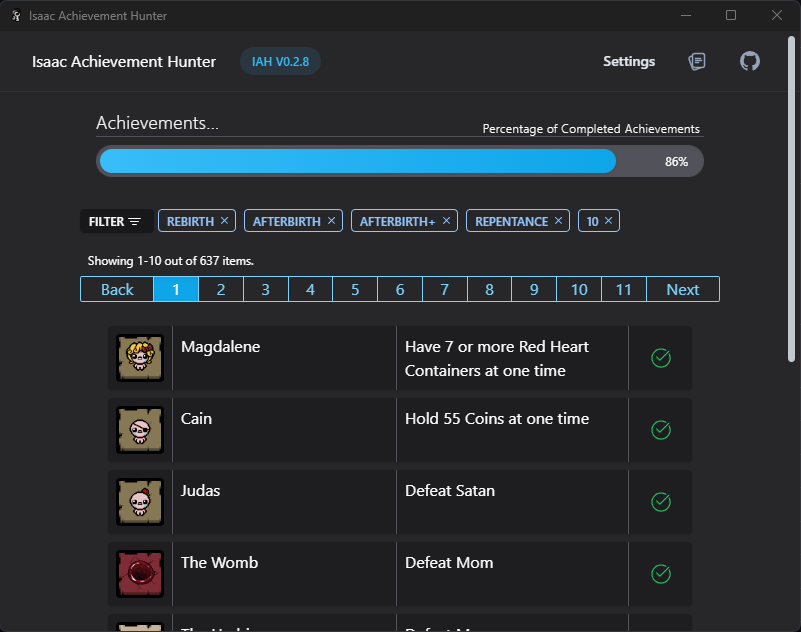 Isaac Achievement Hunter
Isaac Achievement Hunter
IAH V0.2.8
Settings
Achievements...
Percentage of Completed Achievements
86%
FILTER
REBIRTH ×
AFTERBIRTH ×
AFTERBIRTH+ ×
REPENTANCE ×
10 ×
Showing 1-10 out of 637 items.
Back 1 2 3 4 5 6 7 8 9 10 11 Next
Magdalene
Have 7 or more Red Heart
Containers at one time
Cain
Hold 55 Coins at one time
Judas
Defeat Satan
The Womb
Defeat Mom